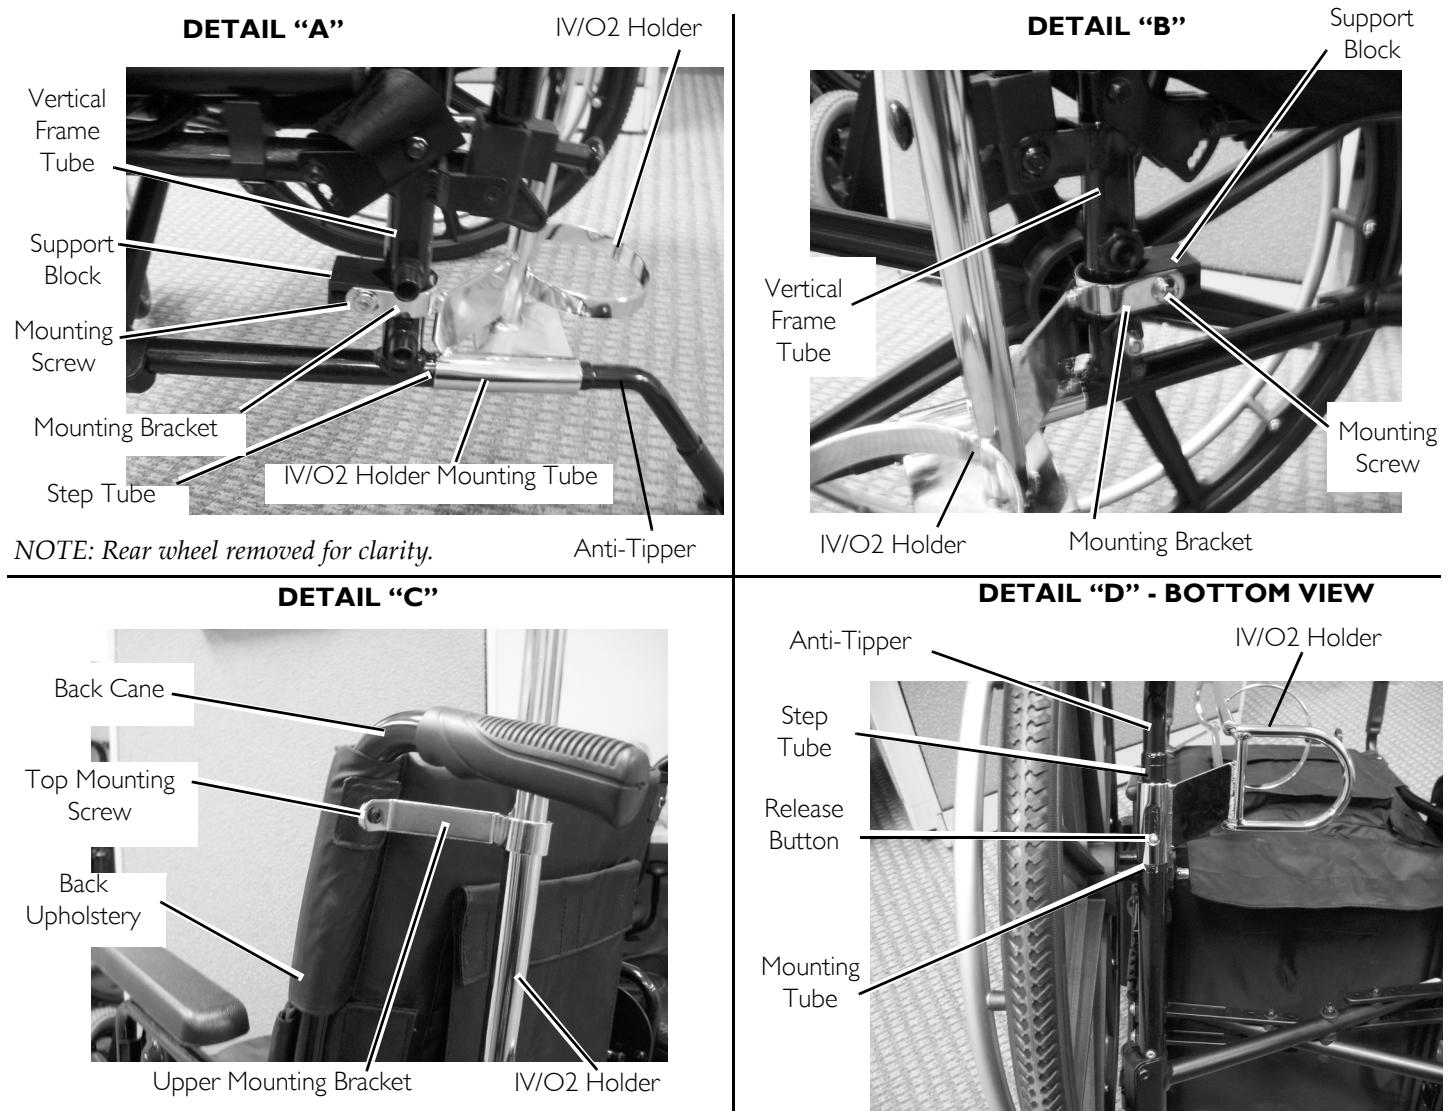 DETAIL “A”
IV/O2 Holder
Vertical
Frame
Tube
Support
Block
Mounting
Screw
Mounting Bracket
Step Tube
IV/O2 Holder Mounting Tube
Anti-Tipper
NOTE: Rear wheel removed for clarity.
DETAIL “B”
Support
Block
Vertical
Frame
Tube
Mounting
Screw
IV/O2 Holder
Mounting Bracket
DETAIL “C”
Back Cane
Top Mounting
Screw
Back
Upholstery
Upper Mounting Bracket
IV/O2 Holder
DETAIL “D” - BOTTOM VIEW
Anti-Tipper
IV/O2 Holder
Step
Tube
Release
Button
Mounting
Tube